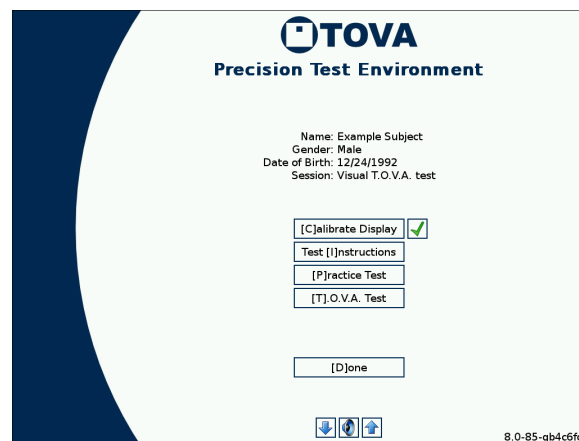 TOVA
Precision Test Environment
Name: Example Subject
Gender: Male
Date of Birth: 12/24/1992
Session: Visual T.O.V.A. test
[C]alibrate Display
Test [I]nstructions
[P]ractice Test
[T].O.V.A. Test
[D]one